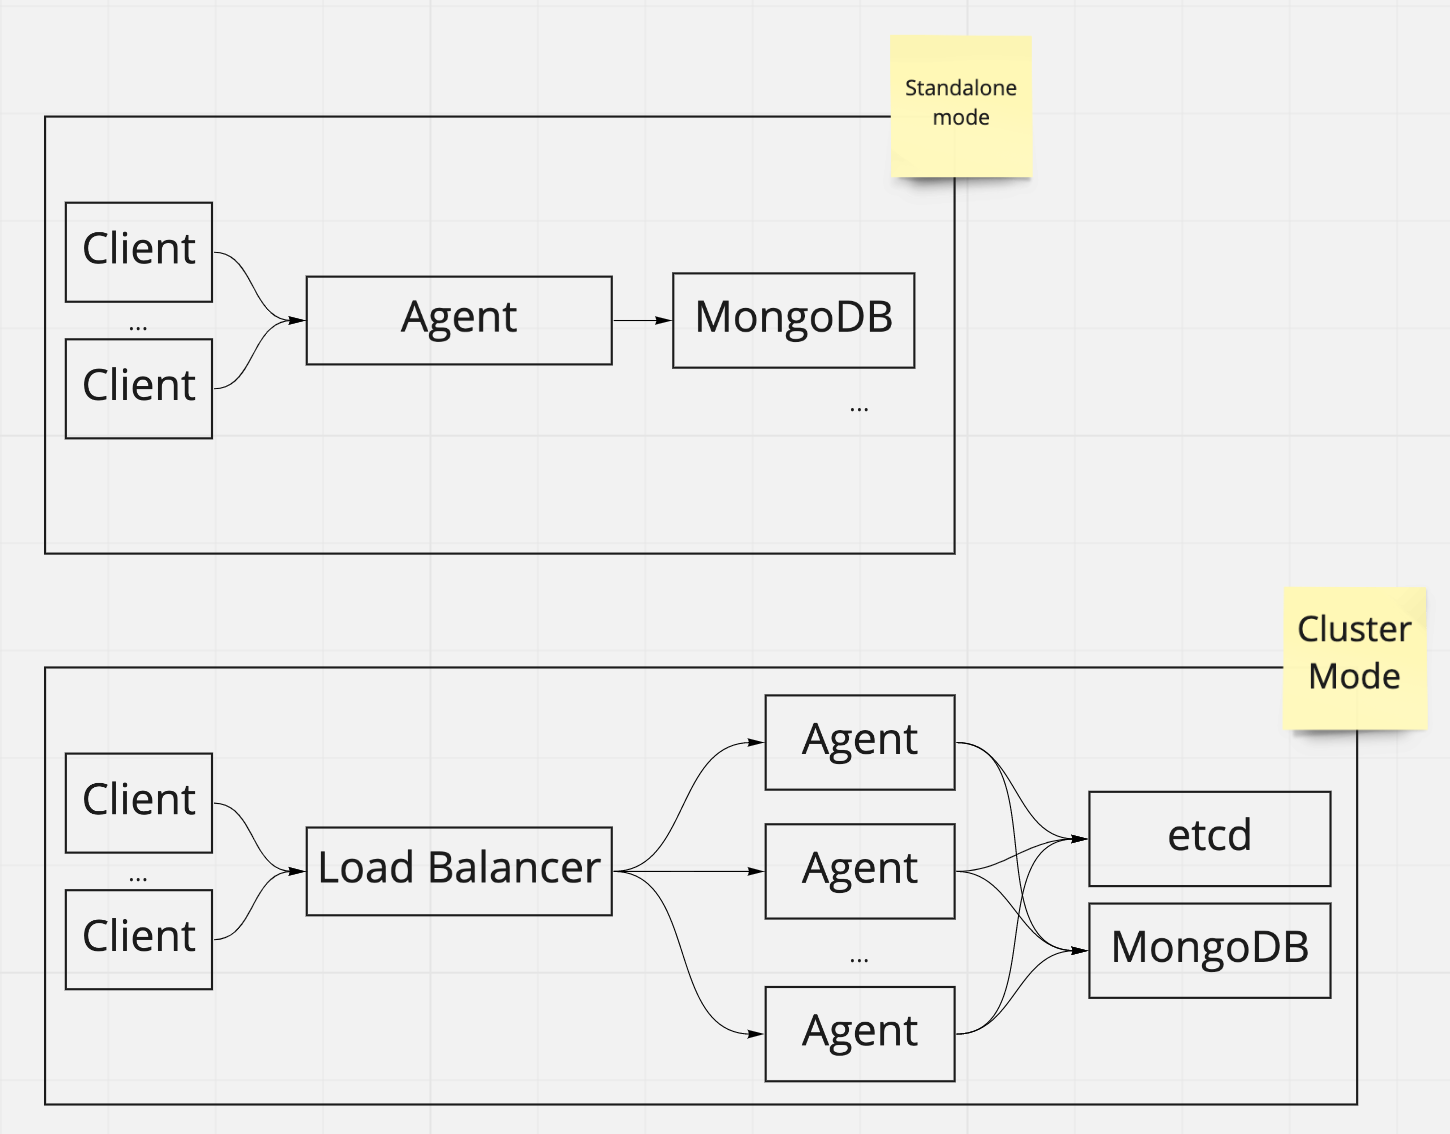 Standalone
mode
Client
...
Client
Agent
MongoDB
...
Cluster
Mode
Client
...
Client
Load Balancer
Agent
Agent
...
Agent
etcd
MongoDB